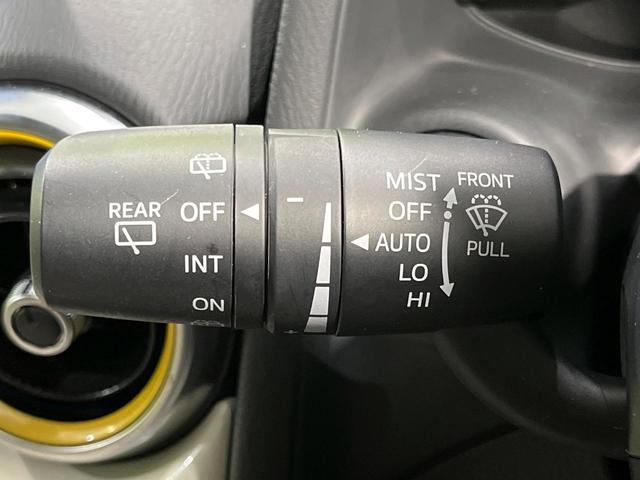 REAR
OFF
INT
ON
−
+
MIST
OFF
AUTO
LO
HI
FRONT
PULL